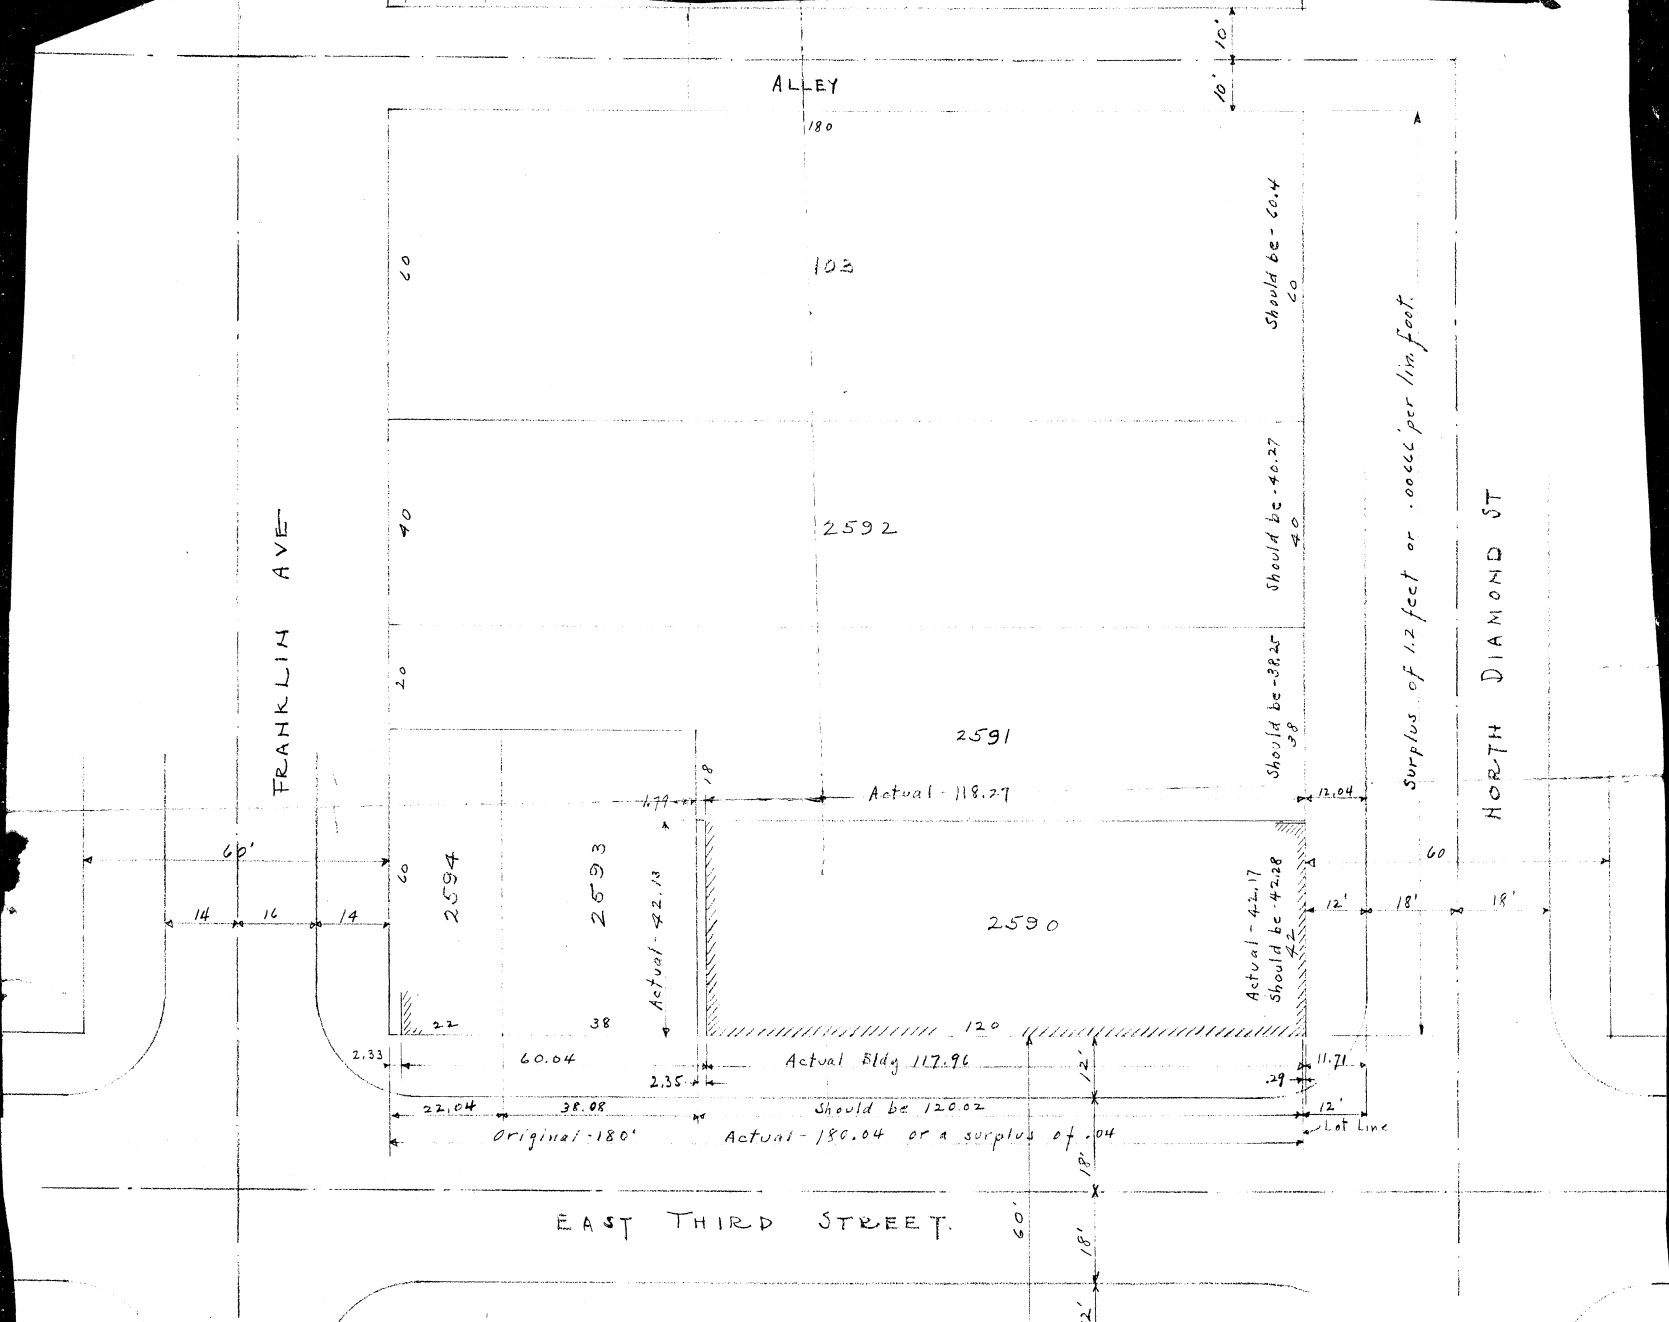 10'
10'
ALLEY
180
60
103
Should be - 60.4
60
Surplus of 1.2 feet or .00666' per lin. foot.
FRANKLIN AVE
40
2592
Should be - 40.27
40
NORTH DIAMOND ST
20
2591
Should be - 38.25
38
18
1.79
Actual - 118.27
12.04
60'
60
2594
2593
Actual - 42.13
2590
Actual - 42.17
Should be - 42.28
42
60
14
16
14
12'
18'
18'
22
38
120
2.33
60.04
2.35
Actual Bldg 117.96
12'
.29
11.71
22.04
38.08
Should be 120.02
12'
Lot Line
Original - 180'
Actual - 180.04 or a surplus of .04
18'
EAST THIRD STREET.
60'
18'
2'